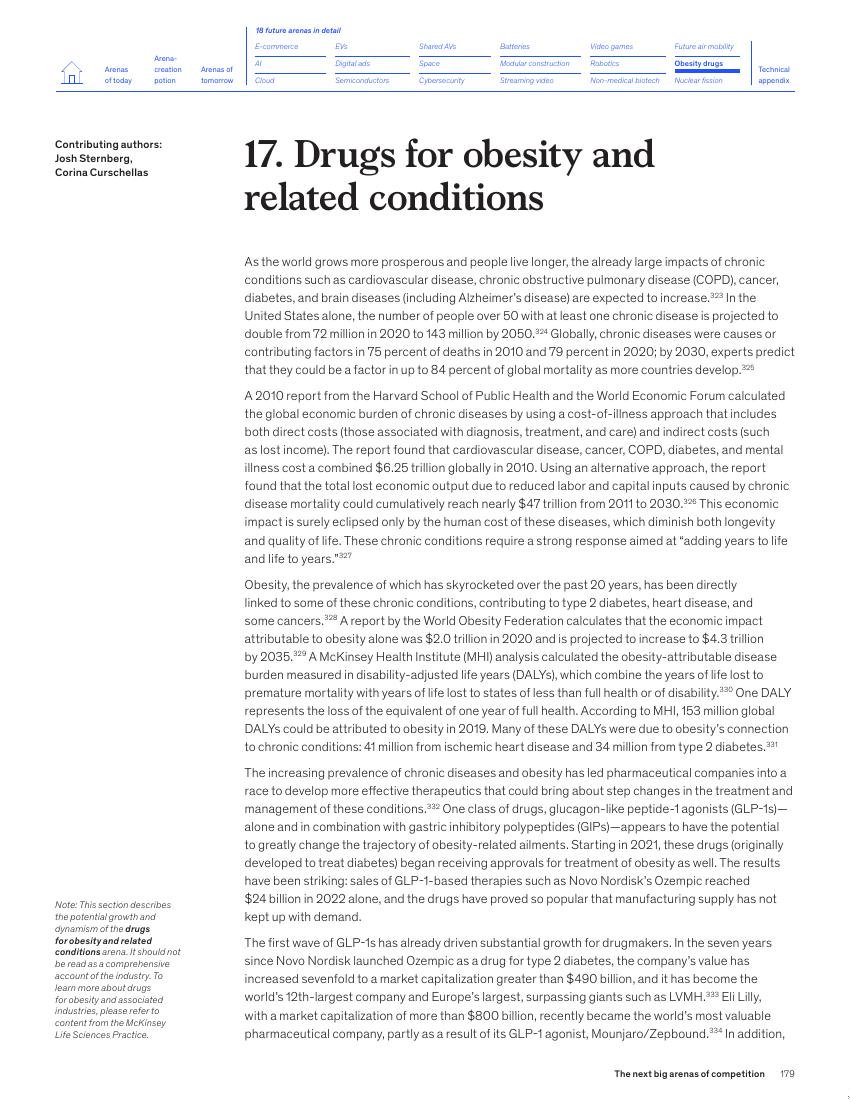 18 future arenas in detail
E-commerce EVs Shared AVs Batteries Video games Future air mobility
Arenas of today
Arena-creation potion
Arenas of tomorrow
AI Digital ads Space Modular construction Robotics Obesity drugs
Technical appendix
Cloud Semiconductors Cybersecurity Streaming video Non-medical biotech Nuclear fission
Contributing authors:
Josh Sternberg,
Corina Curschellas
17. Drugs for obesity and
related conditions
As the world grows more prosperous and people live longer, the already large impacts of chronic
conditions such as cardiovascular disease, chronic obstructive pulmonary disease (COPD), cancer,
diabetes, and brain diseases (including Alzheimer's disease) are expected to increase.323 In the
United States alone, the number of people over 50 with at least one chronic disease is projected to
double from 72 million in 2020 to 143 million by 2050.324 Globally, chronic diseases were causes or
contributing factors in 75 percent of deaths in 2010 and 79 percent in 2020; by 2030, experts predict
that they could be a factor in up to 84 percent of global mortality as more countries develop.325
A 2010 report from the Harvard School of Public Health and the World Economic Forum calculated
the global economic burden of chronic diseases by using a cost-of-illness approach that includes
both direct costs (those associated with diagnosis, treatment, and care) and indirect costs (such
as lost income). The report found that cardiovascular disease, cancer, COPD, diabetes, and mental
illness cost a combined $6.25 trillion globally in 2010. Using an alternative approach, the report
found that the total lost economic output due to reduced labor and capital inputs caused by chronic
disease mortality could cumulatively reach nearly $47 trillion from 2011 to 2030.326 This economic
impact is surely eclipsed only by the human cost of these diseases, which diminish both longevity
and quality of life. These chronic conditions require a strong response aimed at “adding years to life
and life to years.”327
Obesity, the prevalence of which has skyrocketed over the past 20 years, has been directly
linked to some of these chronic conditions, contributing to type 2 diabetes, heart disease, and
some cancers.328 A report by the World Obesity Federation calculates that the economic impact
attributable to obesity alone was $2.0 trillion in 2020 and is projected to increase to $4.3 trillion
by 2035.329 A McKinsey Health Institute (MHI) analysis calculated the obesity-attributable disease
burden measured in disability-adjusted life years (DALYs), which combine the years of life lost to
premature mortality with years of life lost to states of less than full health or of disability.330 One DALY
represents the loss of the equivalent of one year of full health. According to MHI, 153 million global
DALYs could be attributed to obesity in 2019. Many of these DALYs were due to obesity's connection
to chronic conditions: 41 million from ischemic heart disease and 34 million from type 2 diabetes.331
The increasing prevalence of chronic diseases and obesity has led pharmaceutical companies into a
race to develop more effective therapeutics that could bring about step changes in the treatment and
management of these conditions.332 One class of drugs, glucagon-like peptide-1 agonists (GLP-1s)—
alone and in combination with gastric inhibitory polypeptides (GIPs)—appears to have the potential
to greatly change the trajectory of obesity-related ailments. Starting in 2021, these drugs (originally
developed to treat diabetes) began receiving approvals for treatment of obesity as well. The results
have been striking: sales of GLP-1-based therapies such as Novo Nordisk's Ozempic reached
$24 billion in 2022 alone, and the drugs have proved so popular that manufacturing supply has not
kept up with demand.
The first wave of GLP-1s has already driven substantial growth for drugmakers. In the seven years
since Novo Nordisk launched Ozempic as a drug for type 2 diabetes, the company's value has
increased sevenfold to a market capitalization greater than $490 billion, and it has become the
world's 12th-largest company and Europe's largest, surpassing giants such as LVMH.333 Eli Lilly,
with a market capitalization of more than $800 billion, recently became the world's most valuable
pharmaceutical company, partly as a result of its GLP-1 agonist, Mounjaro/Zepbound.334 In addition,
Note: This section describes
the potential growth and
dynamism of the drugs
for obesity and related
conditions arena. It should not
be read as a comprehensive
account of the industry. To
learn more about drugs
for obesity and associated
industries, please refer to
content from the McKinsey
Life Sciences Practice.
The next big arenas of competition 179